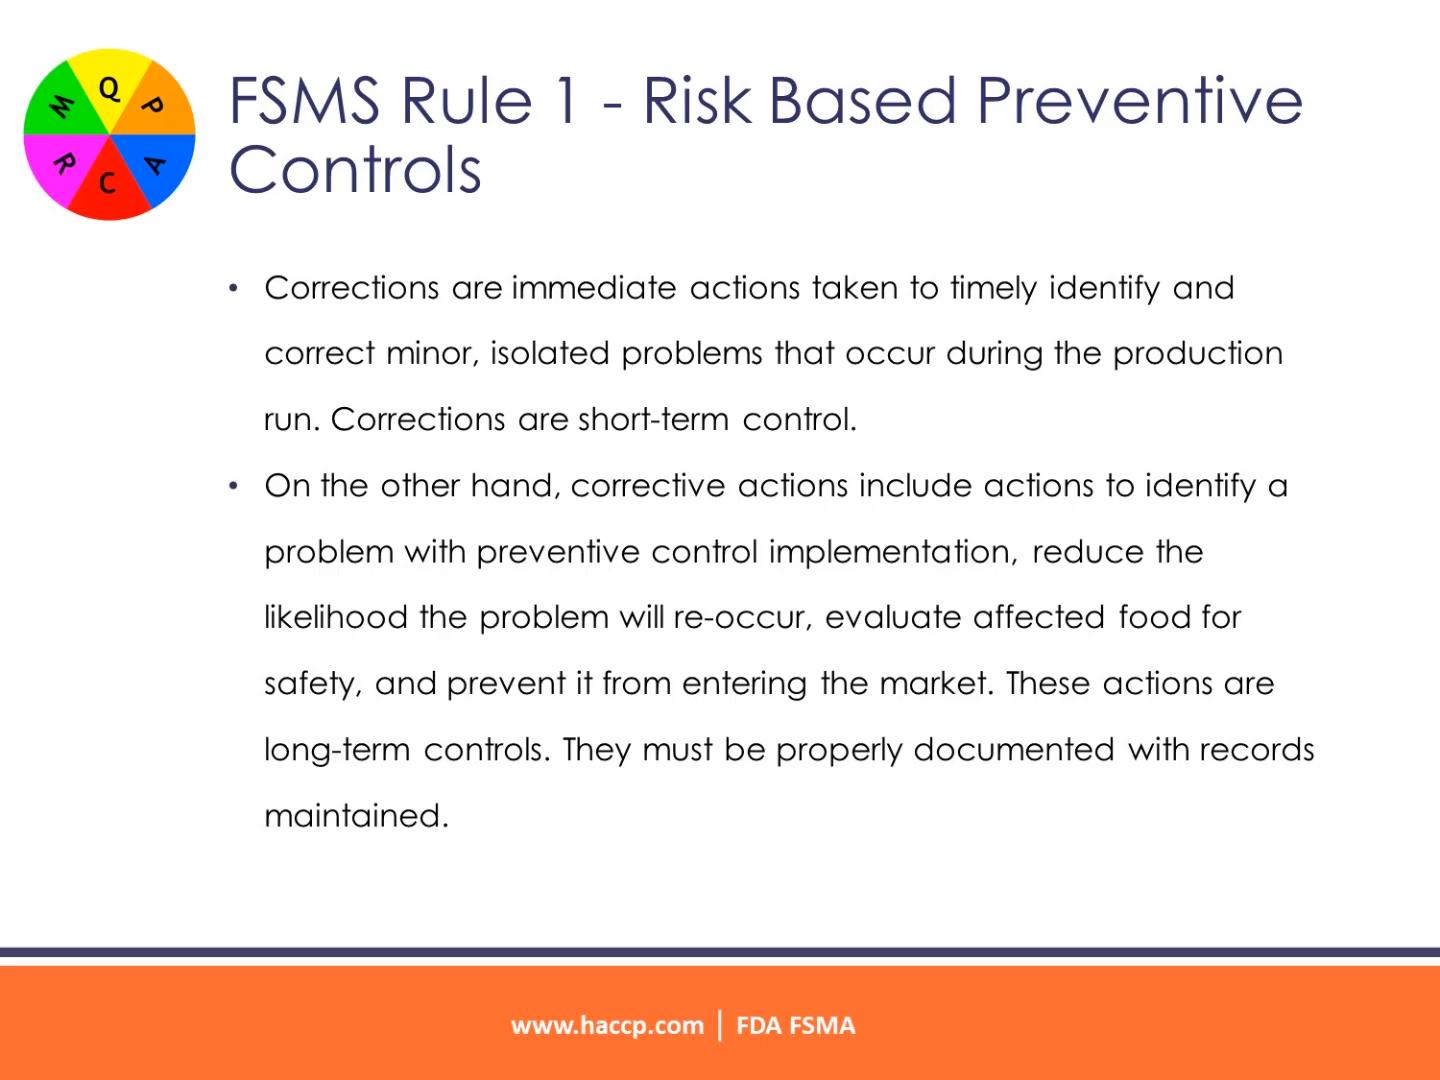 Q
P
A
C
R
M
FSMS Rule 1 - Risk Based Preventive
Controls
• Corrections are immediate actions taken to timely identify and
correct minor, isolated problems that occur during the production
run. Corrections are short-term control.
• On the other hand, corrective actions include actions to identify a
problem with preventive control implementation, reduce the
likelihood the problem will re-occur, evaluate affected food for
safety, and prevent it from entering the market. These actions are
long-term controls. They must be properly documented with records
maintained.
www.haccp.com | FDA FSMA